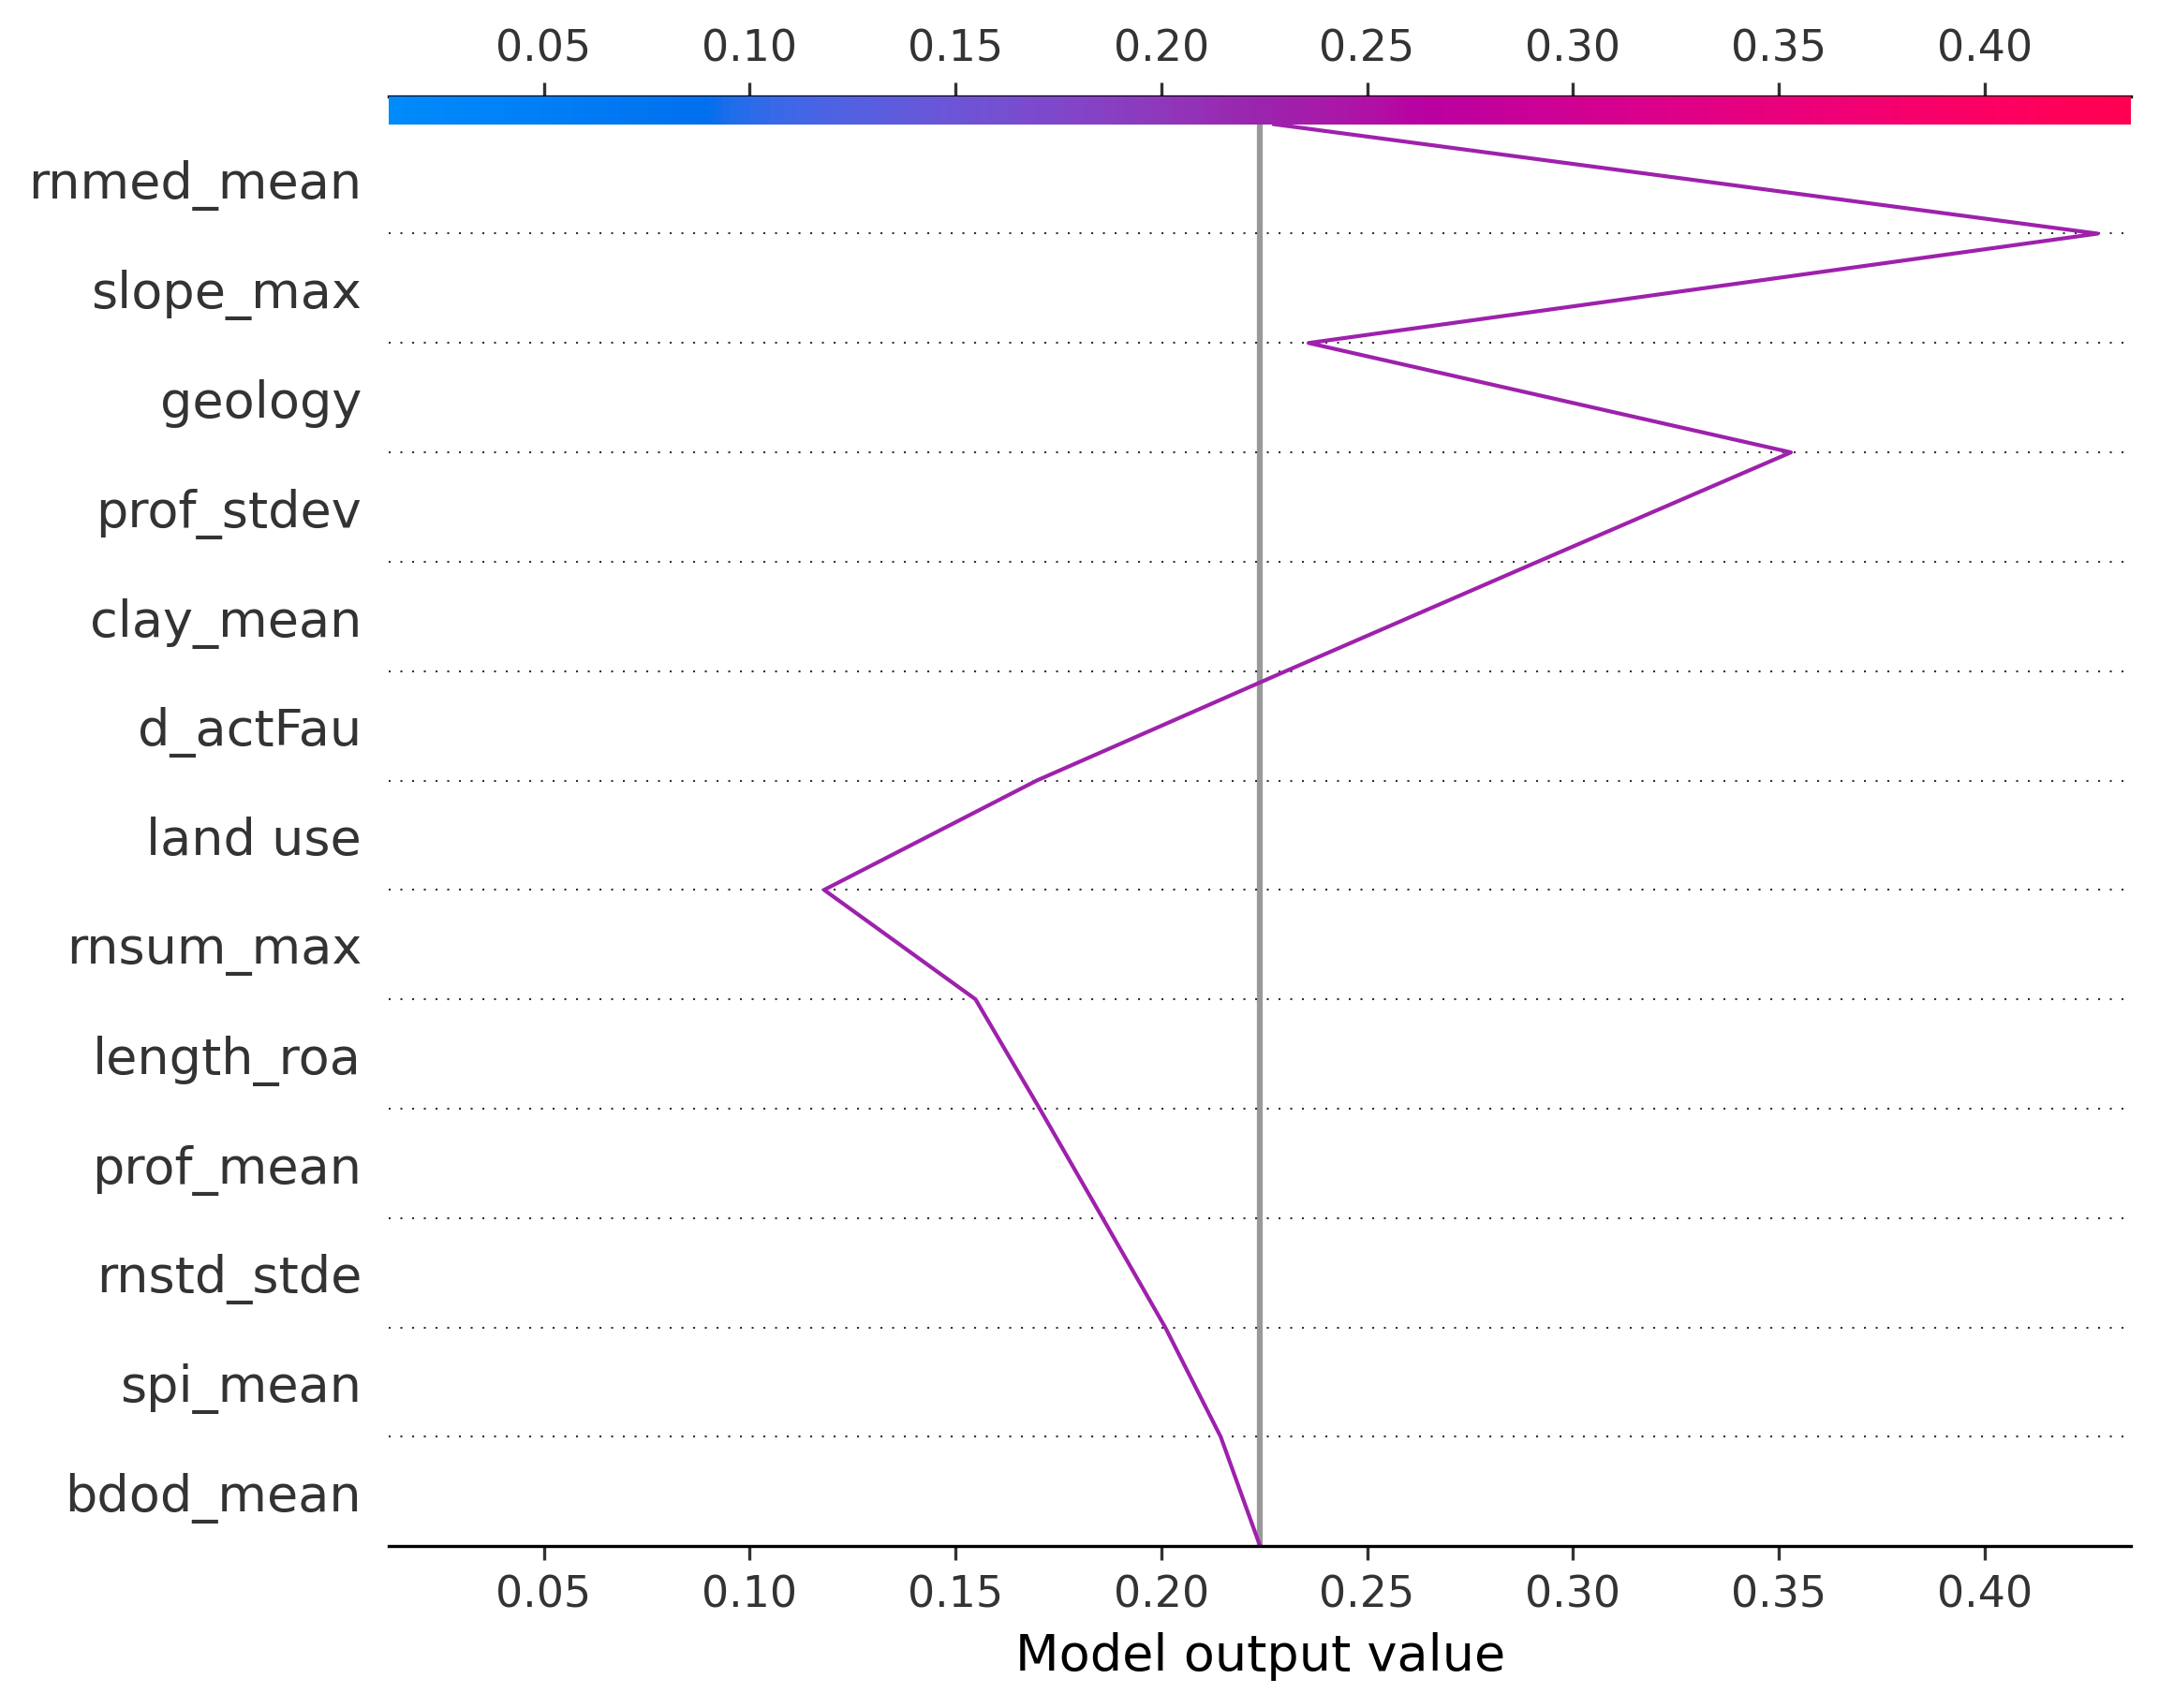 0.05 0.10 0.15 0.20 0.25 0.30 0.35 0.40
rnmed_mean
slope_max
geology
prof_stdev
clay_mean
d_actFau
land use
rnsum_max
length_roa
prof_mean
rnstd_stde
spi_mean
bdod_mean
0.05 0.10 0.15 0.20 0.25 0.30 0.35 0.40
Model output value